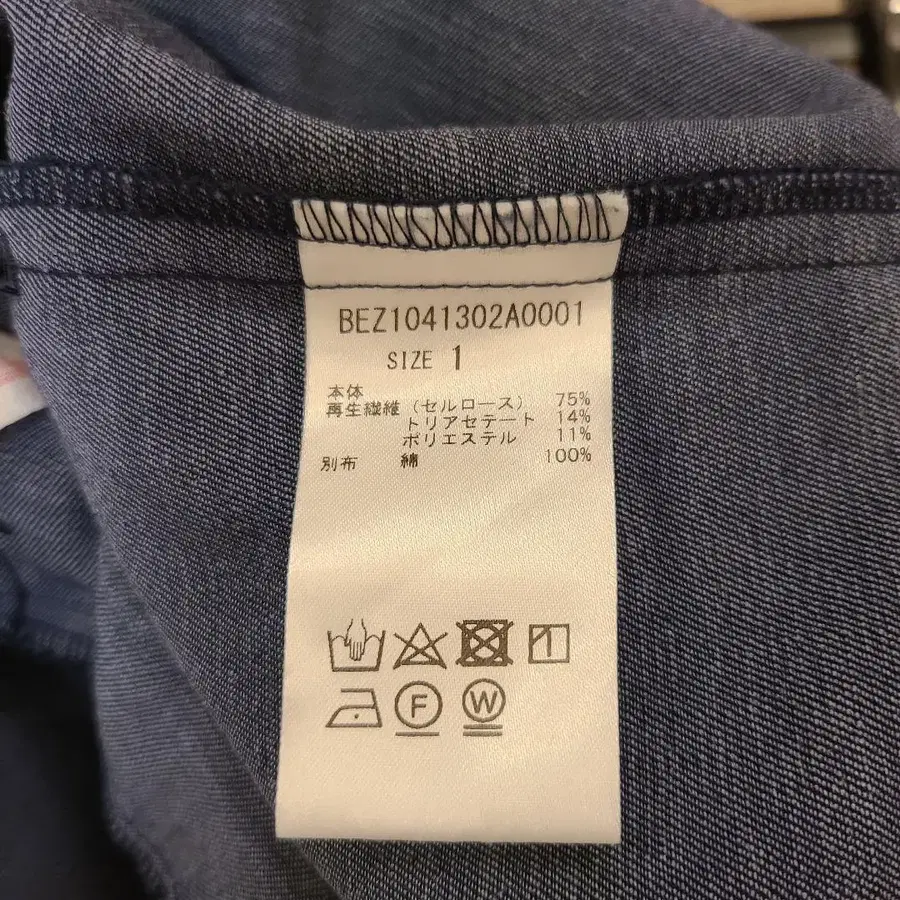 BEZ1041302A0001
SIZE 1
本体
再生繊維 (セルロース) 75%
トリアセテート 14%
ポリエステル 11%
別布 綿 100%
F W